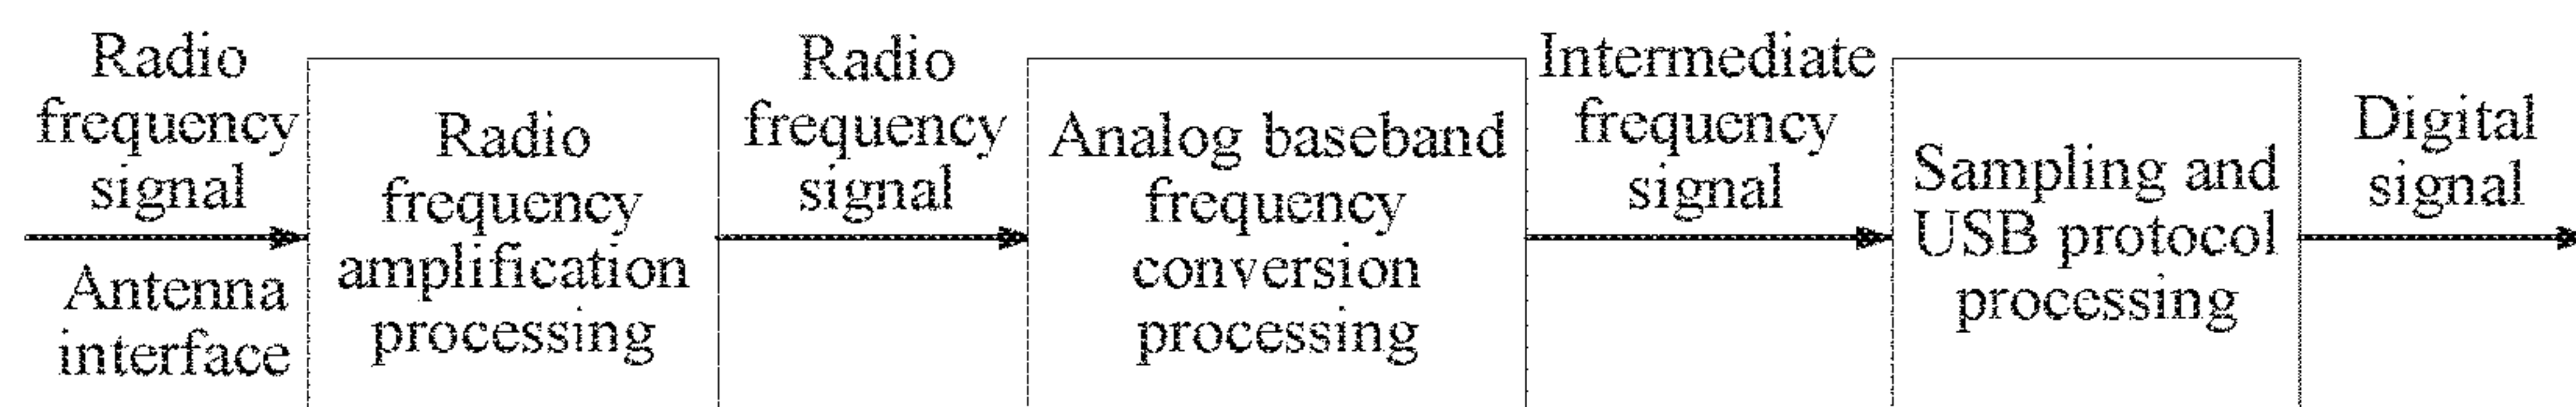 Radio
frequency
signal
Antenna
interface
Radio
frequency
amplification
processing
Radio
frequency
signal
Analog baseband
frequency
conversion
processing
Intermediate
frequency
signal
Sampling and
USB protocol
processing
Digital
signal